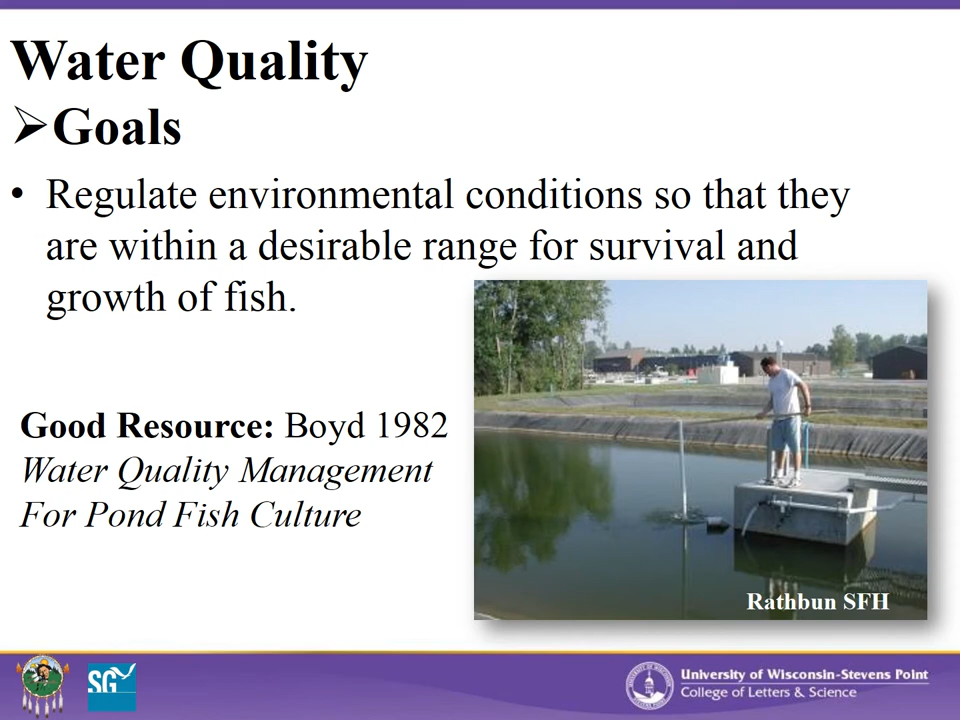 Water Quality
➢Goals
• Regulate environmental conditions so that they
are within a desirable range for survival and
growth of fish.
Good Resource: Boyd 1982
Water Quality Management
For Pond Fish Culture
Rathbun SFH
SG
University of Wisconsin-Stevens Point
College of Letters & Science